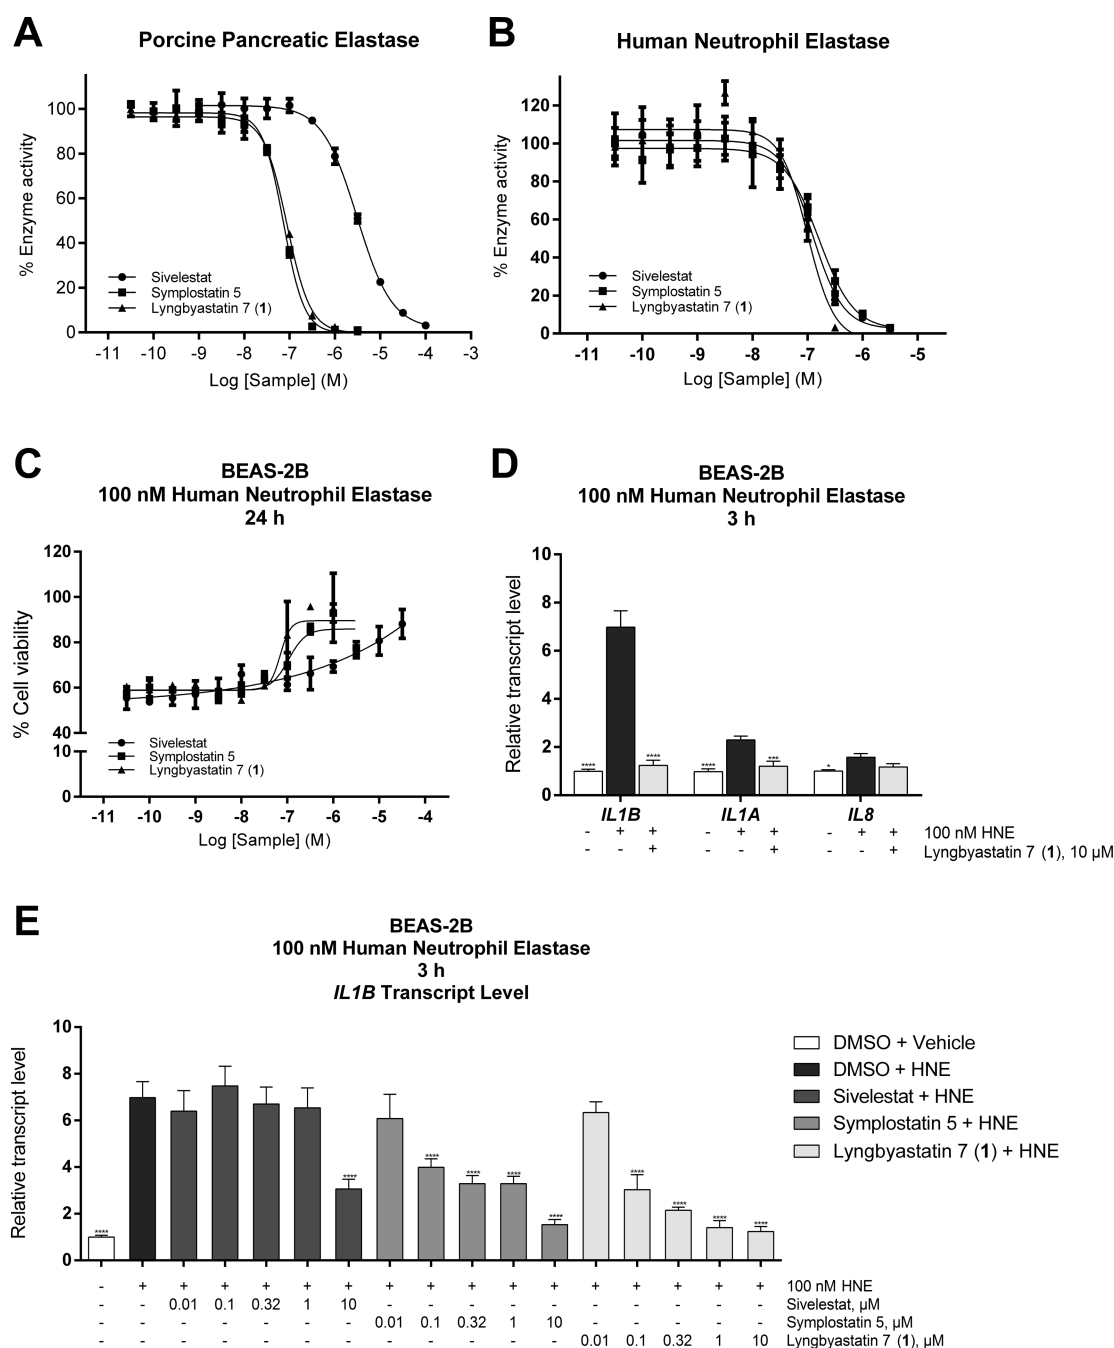 A
Porcine Pancreatic Elastase
% Enzyme activity
100
80
60
40
20
0
Sivelestat
Symplostatin 5
Lyngbyastatin 7 (1)
-11 -10 -9 -8 -7 -6 -5 -4 -3
Log [Sample] (M)
B
Human Neutrophil Elastase
% Enzyme activity
120
100
80
60
40
20
0
Sivelestat
Symplostatin 5
Lyngbyastatin 7 (1)
-11 -10 -9 -8 -7 -6 -5
Log [Sample] (M)
C
BEAS-2B
100 nM Human Neutrophil Elastase
24 h
% Cell viability
120
100
80
60
40
10
0
Sivelestat
Symplostatin 5
Lyngbyastatin 7 (1)
-11 -10 -9 -8 -7 -6 -5 -4
Log [Sample] (M)
D
BEAS-2B
100 nM Human Neutrophil Elastase
3 h
Relative transcript level
10
8
6
4
2
0
**** **** **** *** *
IL1B IL1A IL8
- + + - + + - + + 100 nM HNE
- - + - - + - - + Lyngbyastatin 7 (1), 10 µM
E
BEAS-2B
100 nM Human Neutrophil Elastase
3 h
IL1B Transcript Level
Relative transcript level
10
8
6
4
2
0
**** **** **** **** **** **** **** **** **** ****
DMSO + Vehicle
DMSO + HNE
Sivelestat + HNE
Symplostatin 5 + HNE
Lyngbyastatin 7 (1) + HNE
- + + + + + + + + + + + + + + + + 100 nM HNE
- - 0.01 0.1 0.32 1 10 - - - - - - - - - - Sivelestat, µM
- - - - - - - 0.01 0.1 0.32 1 10 - - - - - Symplostatin 5, µM
- - - - - - - - - - - - 0.01 0.1 0.32 1 10 Lyngbyastatin 7 (1), µM